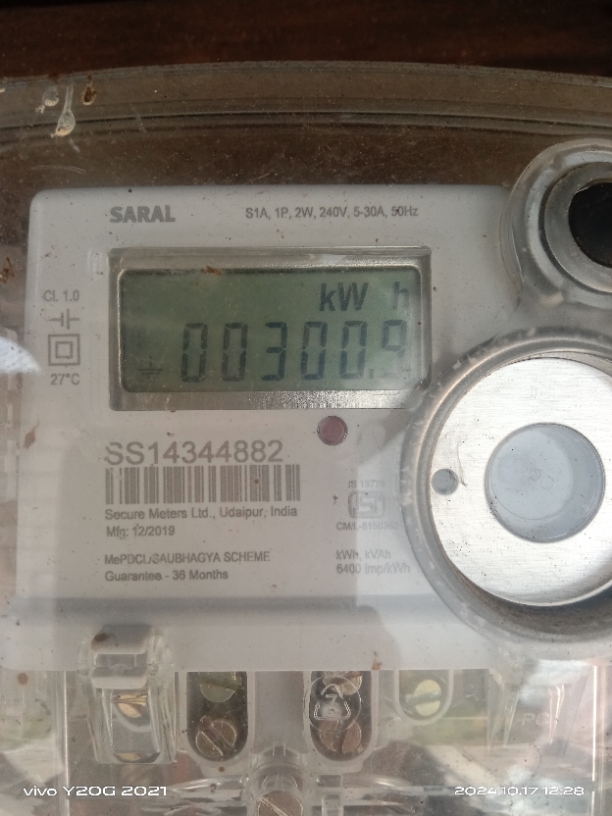 SARAL
S1A, 1P, 2W, 240V, 5-30A, 50Hz
Cl. 1.0
kW h
00300.9
27°C
SS14344882
Secure Meters Ltd., Udaipur, India
Mfg: 12/2019
MePDCL/SAUBHAGYA SCHEME
Guarantee - 36 Months
kWh, kVAh
6400 imp/kWh
vivo Y20G 2021
2024.10.17 12:28